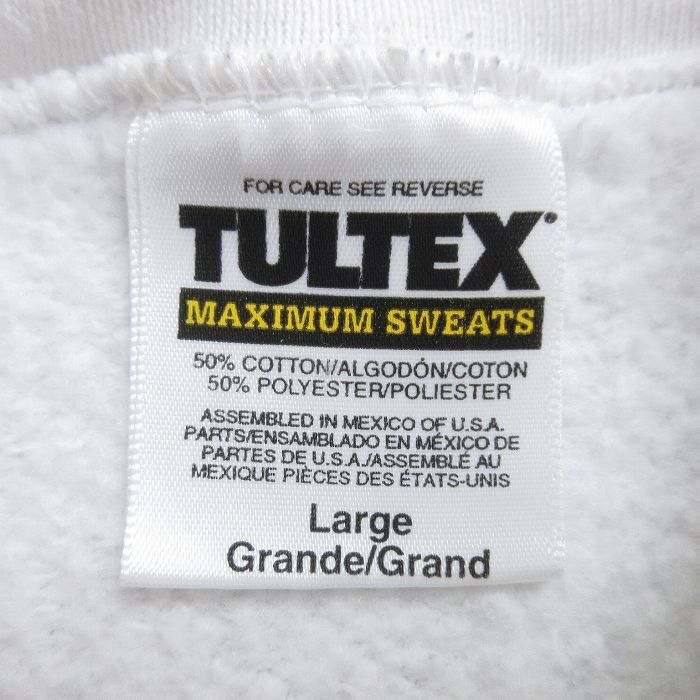 FOR CARE SEE REVERSE
TULTEX
MAXIMUM SWEATS
50% COTTON/ALGODÓN/COTON
50% POLYESTER/POLIESTER
ASSEMBLED IN MEXICO OF U.S.A.
PARTS/ENSAMBLADO EN MÉXICO DE
PARTES DE U.S.A./ASSEMBLÉ AU
MEXIQUE PIÈCES DES ÉTATS-UNIS
Large
Grande/Grand